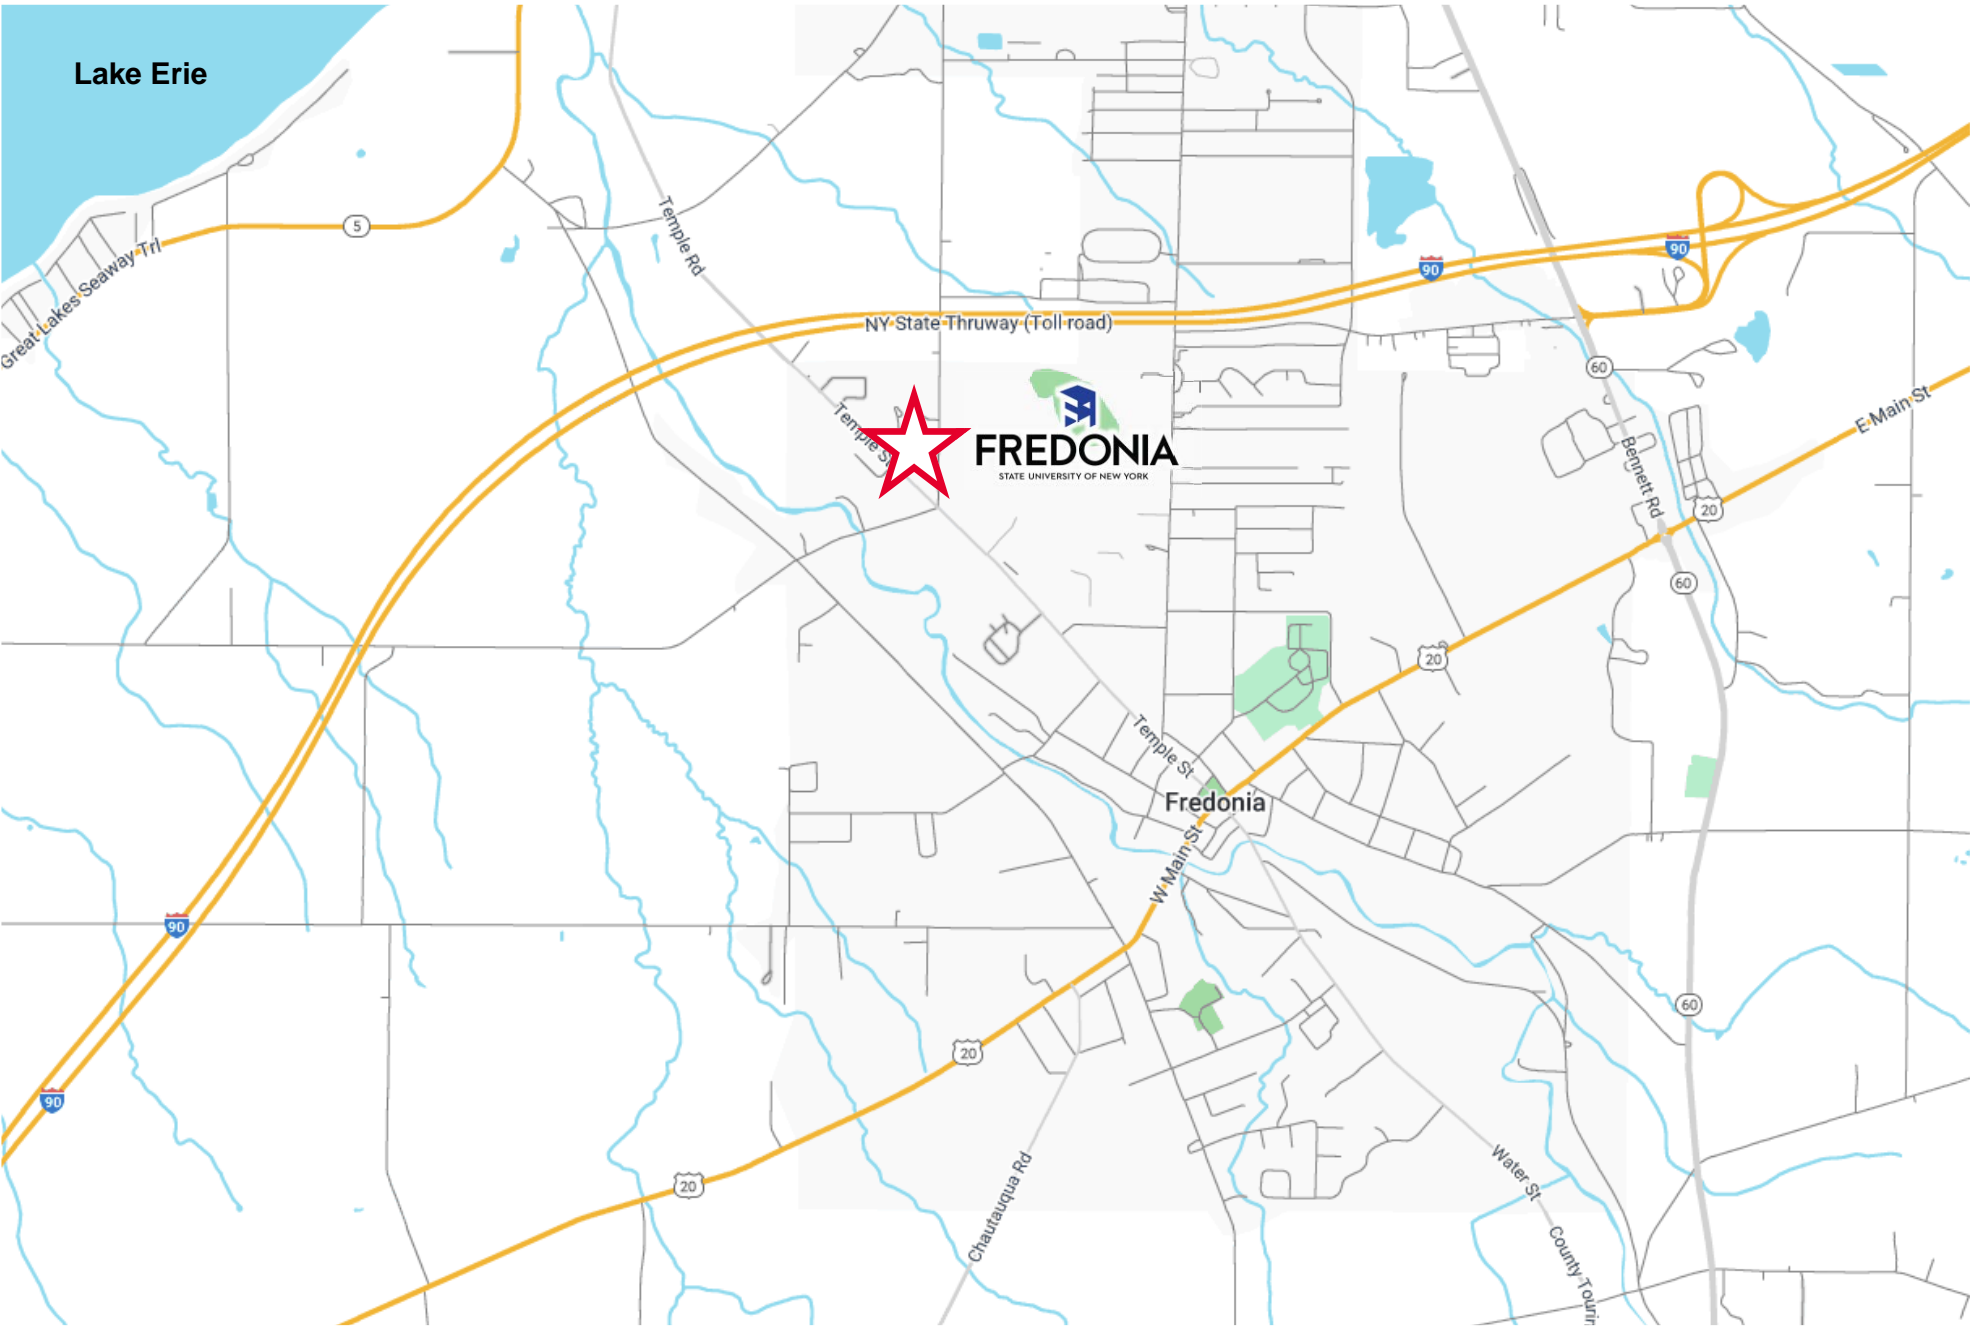 Lake Erie
5
Great Lakes Seaway Trl
Temple Rd
90
90
NY State Thruway (Toll road)
60
E Main St
Temple St
FREDONIA
STATE UNIVERSITY OF NEW YORK
Bennett Rd
20
60
20
Temple St
Fredonia
W Main St
90
60
20
90
20
Chautauqua Rd
Water St
County Tourin